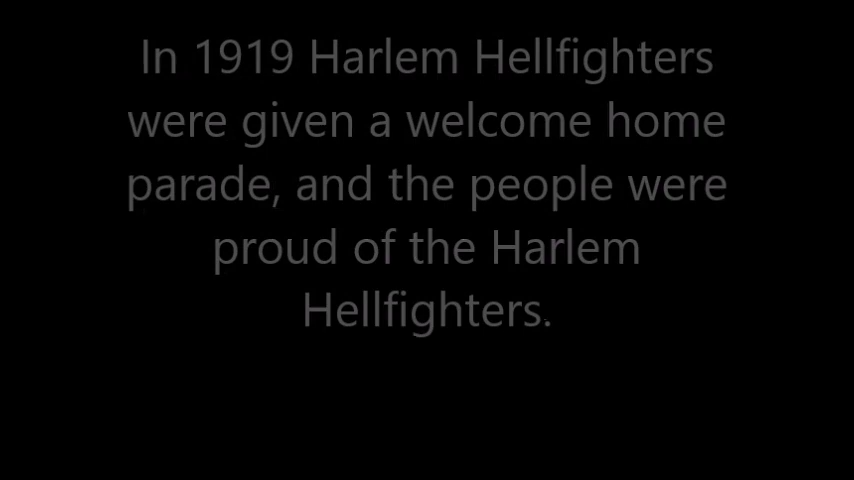 In 1919 Harlem Hellfighters
were given a welcome home
parade, and the people were
proud of the Harlem
Hellfighters.